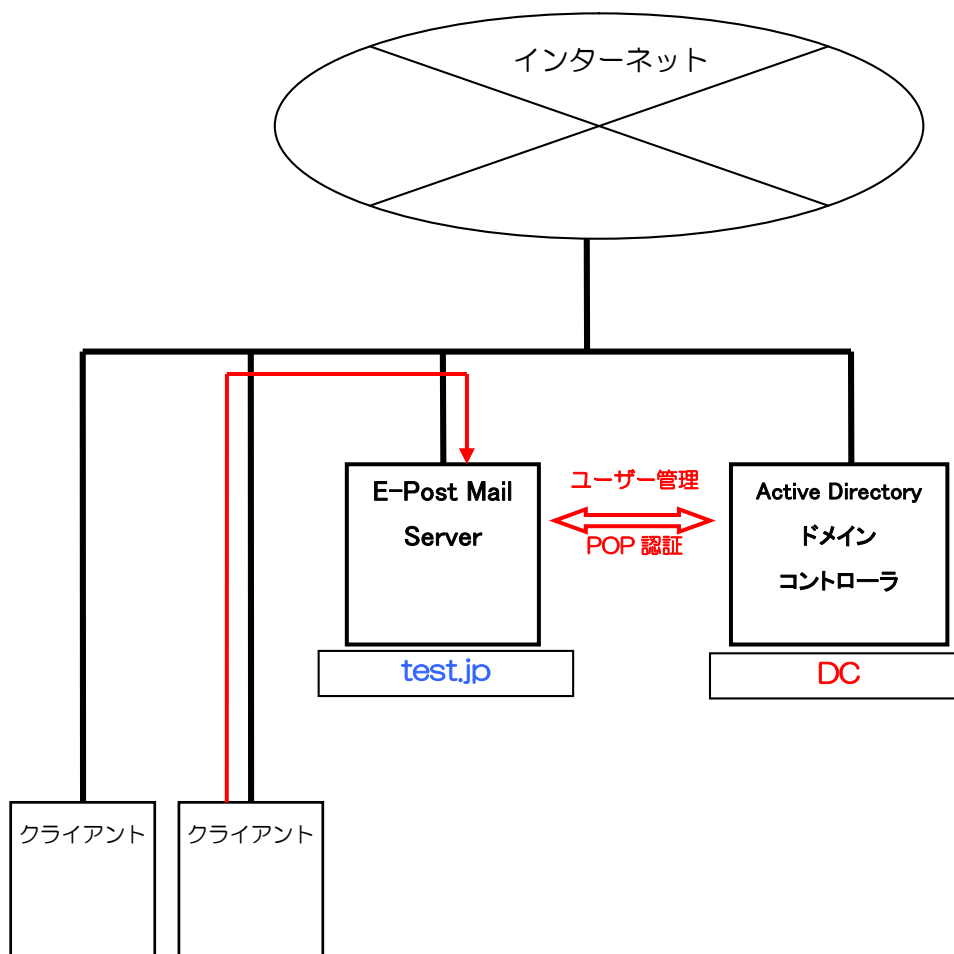 インターネット
E-Post Mail
Server
ユーザー管理
POP 認証
Active Directory
ドメイン
コントローラ
test.jp
DC
クライアント
クライアント